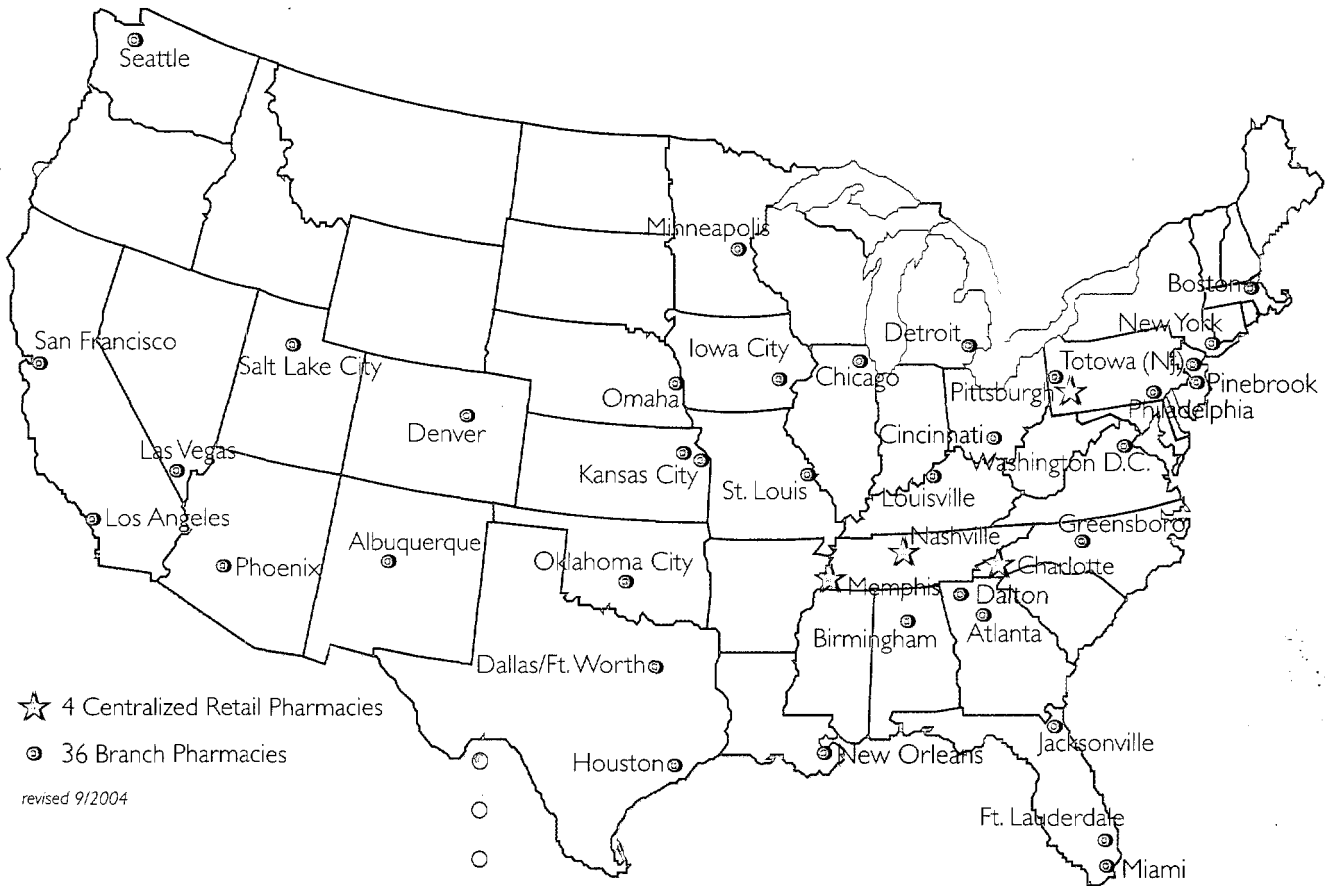 Seattle
Minneapolis
Boston
New York
Detroit
San Francisco
Iowa City
Totowa (NJ)
Salt Lake City
Chicago
Pinebrook
Pittsburgh
Omaha
Philadelphia
Denver
Cincinnati
Las Vegas
Washington D.C.
Kansas City
St. Louis
Louisville
Los Angeles
Greensboro
Nashville
Albuquerque
Oklahoma City
Phoenix
Charlotte
Memphis
Dalton
Birmingham
Atlanta
Dallas/Ft. Worth
4 Centralized Retail Pharmacies
Jacksonville
36 Branch Pharmacies
New Orleans
Houston
revised 9/2004
Ft. Lauderdale
Miami